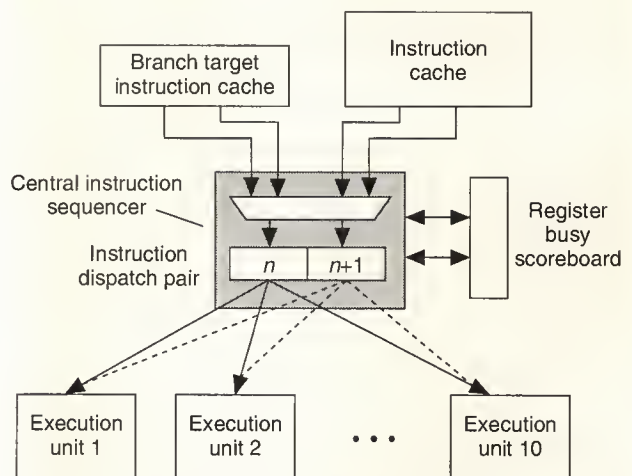 Branch target
instruction cache
Instruction
cache
Central instruction
sequencer
Instruction
dispatch pair
n
n+1
Register
busy
scoreboard
Execution
unit 1
Execution
unit 2
• • •
Execution
unit 10